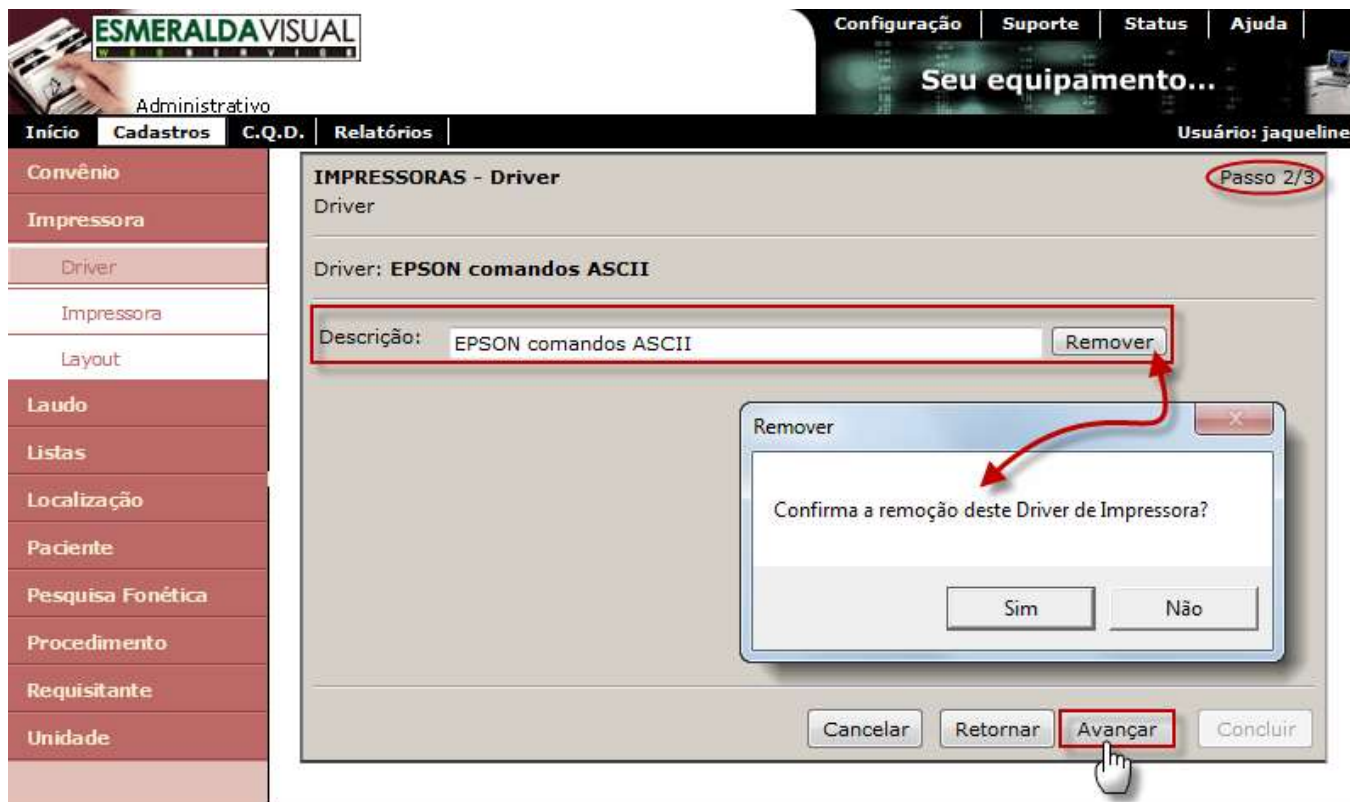 ESMERALDAVISUAL
WEBSERVICE
Administrativo
Configuração Suporte Status Ajuda
Seu equipamento...
Início Cadastros C.Q.D. Relatórios
Usuário: jaqueline
Convênio
Impressora
Driver
Impressora
Layout
Laudo
Listas
Localização
Paciente
Pesquisa Fonética
Procedimento
Requisitante
Unidade
IMPRESSORAS - Driver
Passo 2/3
Driver
Driver: EPSON comandos ASCII
Descrição: EPSON comandos ASCII Remover
Remover
Confirma a remoção deste Driver de Impressora?
Sim Não
Cancelar Retornar Avançar Concluir